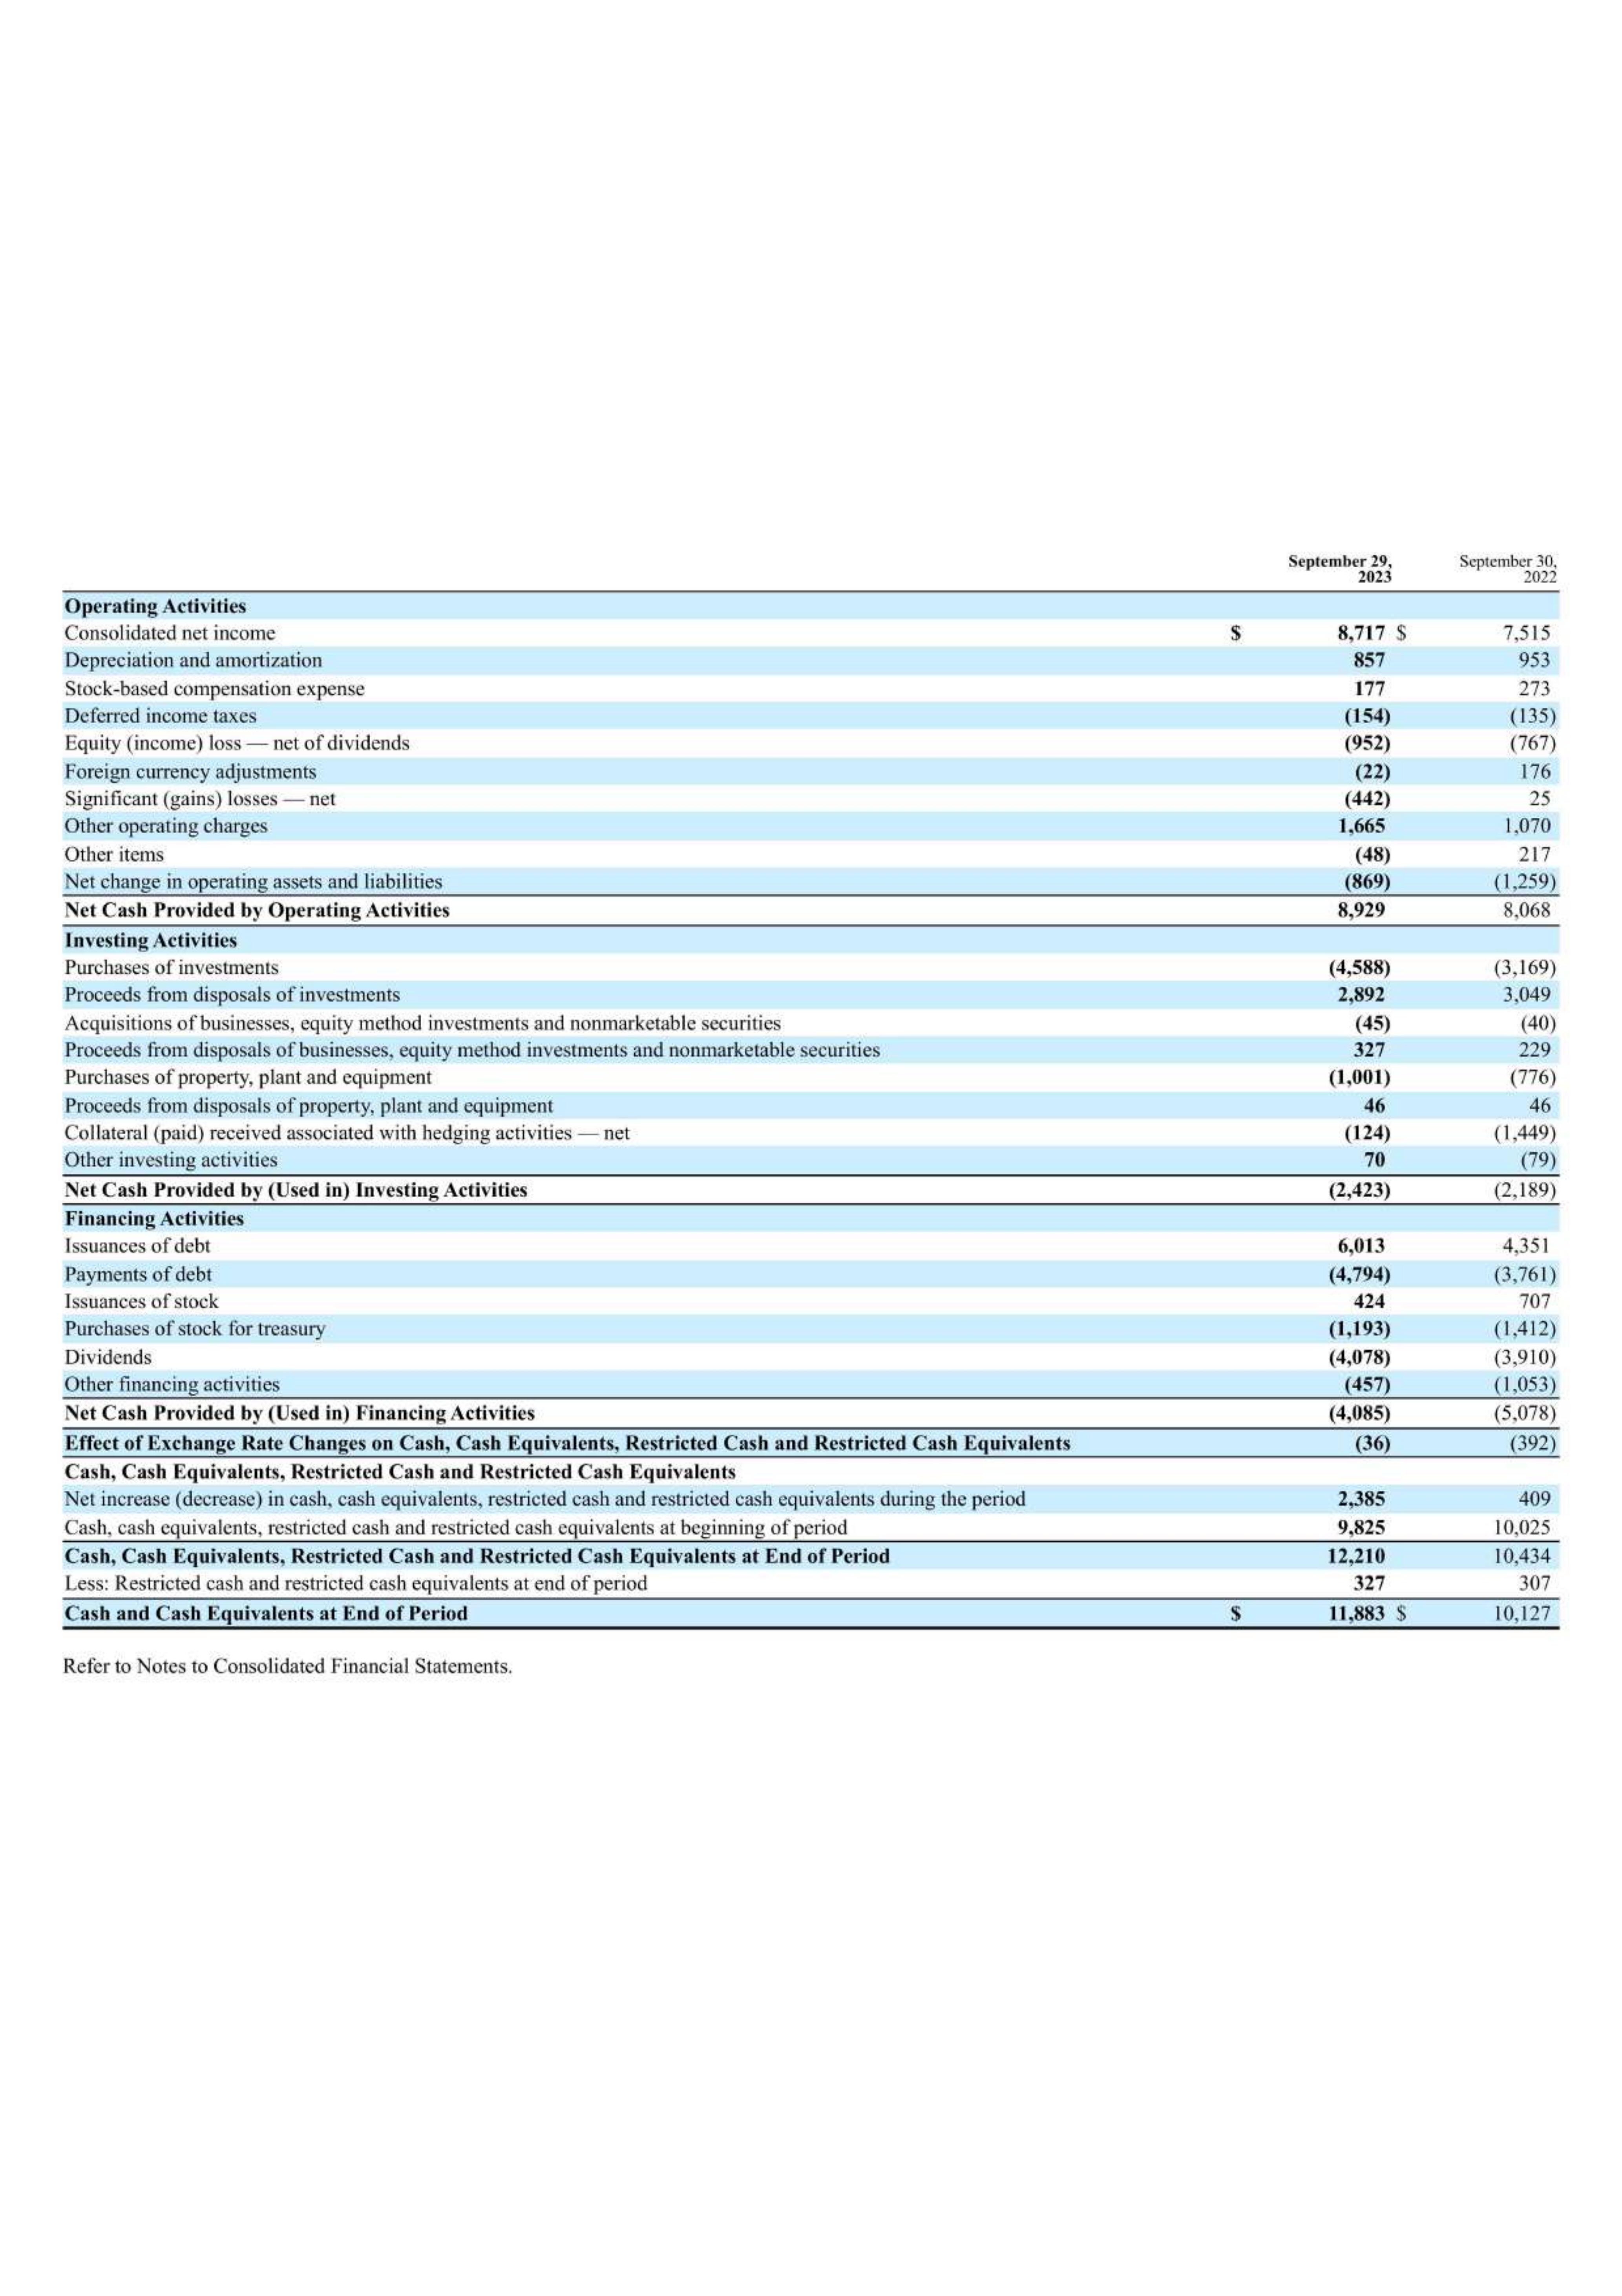 September 29, September 30,
2023 2022
Operating Activities
Consolidated net income $ 8,717 $ 7,515
Depreciation and amortization 857 953
Stock-based compensation expense 177 273
Deferred income taxes (154) (135)
Equity (income) loss — net of dividends (952) (767)
Foreign currency adjustments (22) 176
Significant (gains) losses — net (442) 25
Other operating charges 1,665 1,070
Other items (48) 217
Net change in operating assets and liabilities (869) (1,259)
Net Cash Provided by Operating Activities 8,929 8,068
Investing Activities
Purchases of investments (4,588) (3,169)
Proceeds from disposals of investments 2,892 3,049
Acquisitions of businesses, equity method investments and nonmarketable securities (45) (40)
Proceeds from disposals of businesses, equity method investments and nonmarketable securities 327 229
Purchases of property, plant and equipment (1,001) (776)
Proceeds from disposals of property, plant and equipment 46 46
Collateral (paid) received associated with hedging activities — net (124) (1,449)
Other investing activities 70 (79)
Net Cash Provided by (Used in) Investing Activities (2,423) (2,189)
Financing Activities
Issuances of debt 6,013 4,351
Payments of debt (4,794) (3,761)
Issuances of stock 424 707
Purchases of stock for treasury (1,193) (1,412)
Dividends (4,078) (3,910)
Other financing activities (457) (1,053)
Net Cash Provided by (Used in) Financing Activities (4,085) (5,078)
Effect of Exchange Rate Changes on Cash, Cash Equivalents, Restricted Cash and Restricted Cash Equivalents (36) (392)
Cash, Cash Equivalents, Restricted Cash and Restricted Cash Equivalents
Net increase (decrease) in cash, cash equivalents, restricted cash and restricted cash equivalents during the period 2,385 409
Cash, cash equivalents, restricted cash and restricted cash equivalents at beginning of period 9,825 10,025
Cash, Cash Equivalents, Restricted Cash and Restricted Cash Equivalents at End of Period 12,210 10,434
Less: Restricted cash and restricted cash equivalents at end of period 327 307
Cash and Cash Equivalents at End of Period $ 11,883 $ 10,127
Refer to Notes to Consolidated Financial Statements.